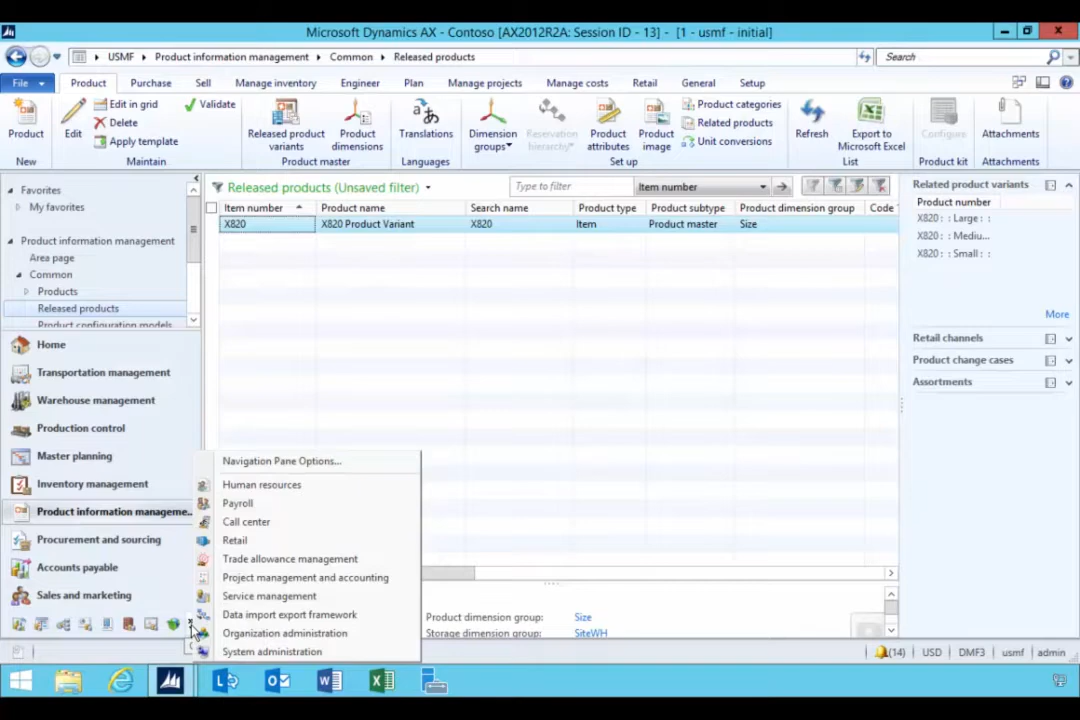 Microsoft Dynamics AX - Contoso [AX2012R2A: Session ID - 13] - [1 - usmf - initial]
USMF Product information management Common Released products Search
File Product Purchase Sell Manage inventory Engineer Plan Manage projects Manage costs Retail General Setup
Product
New
Edit
Edit in grid
Delete
Apply template
Validate
Maintain
Released product variants
Product dimensions
Product master
Translations
Languages
Dimension groups
Reservation hierarchy
Product attributes
Product image
Product categories
Related products
Unit conversions
Set up
Refresh
Export to Microsoft Excel
List
Configure
Product kit
Attachments
Attachments
Favorites
My favorites
Product information management
Area page
Common
Products
Released products
Product configuration models
Home
Transportation management
Warehouse management
Production control
Master planning
Inventory management
Product information manageme...
Procurement and sourcing
Accounts payable
Sales and marketing
Released products (Unsaved filter) Type to filter Item number
Item number Product name Search name Product type Product subtype Product dimension group Code
X820 X820 Product Variant X820 Item Product master Size
Navigation Pane Options...
Human resources
Payroll
Call center
Retail
Trade allowance management
Project management and accounting
Service management
Data import export framework
Organization administration
System administration
Product dimension group: Size
Storage dimension group: SiteWH
Related product variants
Product number
X820: : Large : :
X820: : Mediu...
X820: : Small : :
More
Retail channels
Product change cases
Assortments
(14) USD DMF3 usmf admin